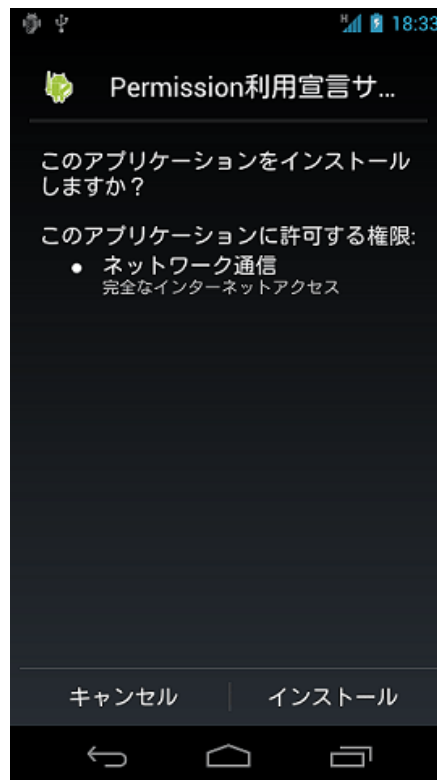 H 18:33
Permission利用宣言サ...
このアプリケーションをインストール
しますか？
このアプリケーションに許可する権限:
● ネットワーク通信
完全なインターネットアクセス
キャンセル インストール